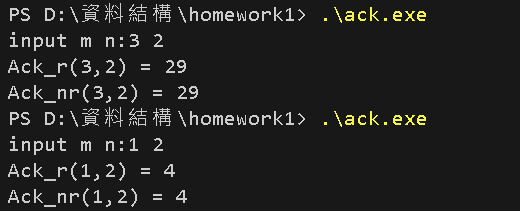 PS D:\資料結構\homework1> .\ack.exe
input m n:3 2
Ack_r(3,2) = 29
Ack_nr(3,2) = 29
PS D:\資料結構\homework1> .\ack.exe
input m n:1 2
Ack_r(1,2) = 4
Ack_nr(1,2) = 4